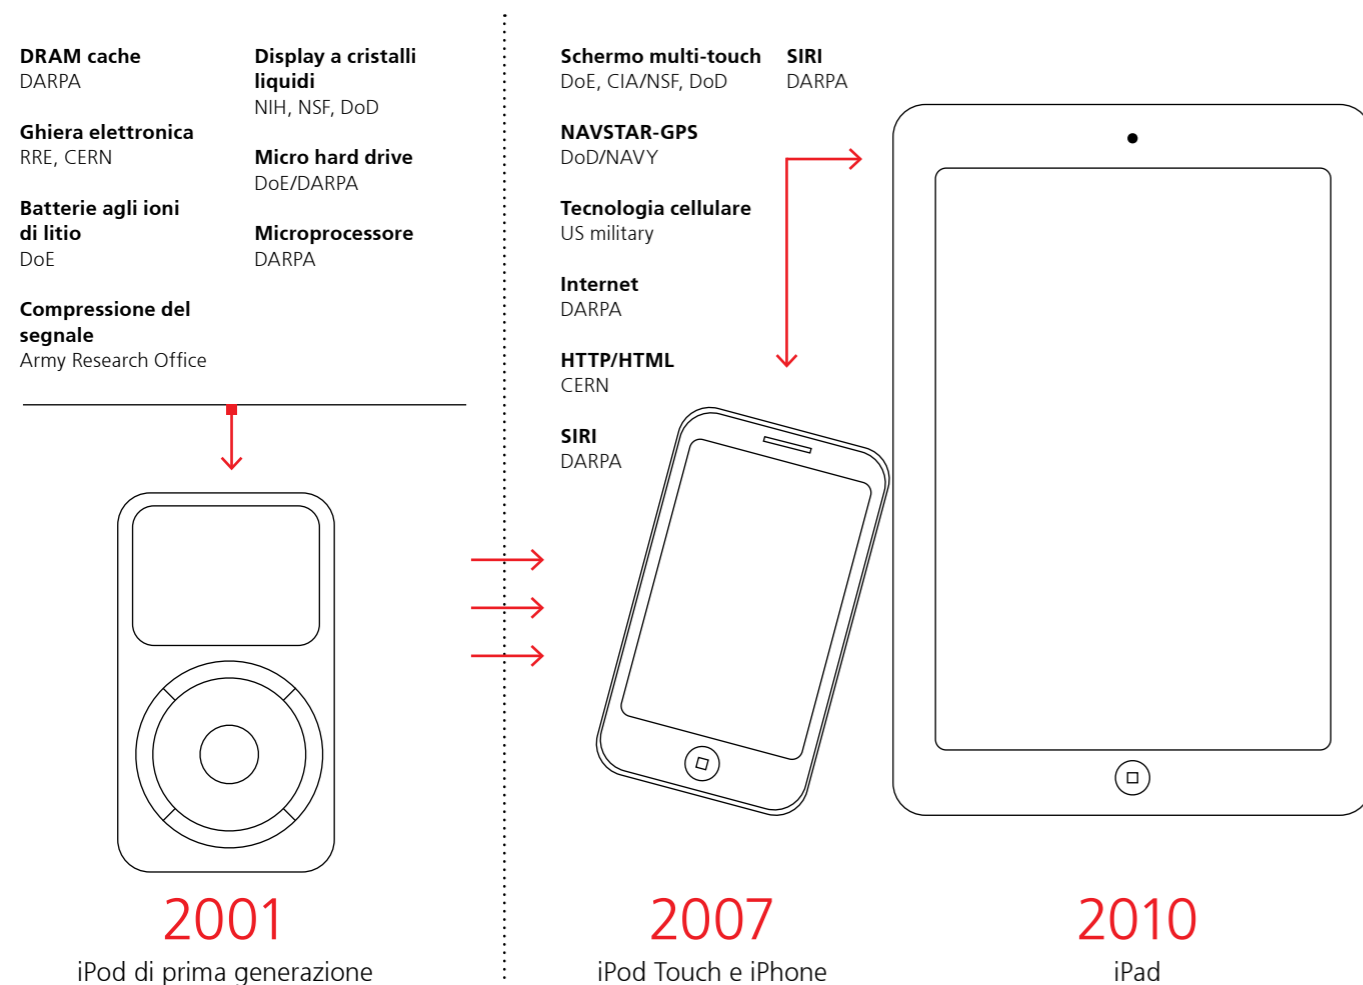 DRAM cache
DARPA
Ghiera elettronica
RRE, CERN
Batterie agli ioni
di litio
DoE
Compressione del
segnale
Army Research Office
Display a cristalli
liquidi
NIH, NSF, DoD
Micro hard drive
DoE/DARPA
Microprocessore
DARPA
Schermo multi-touch
DoE, CIA/NSF, DoD
NAVSTAR-GPS
DoD/NAVY
Tecnologia cellulare
US military
Internet
DARPA
HTTP/HTML
CERN
SIRI
DARPA
SIRI
DARPA
2001
iPod di prima generazione
2007
iPod Touch e iPhone
2010
iPad